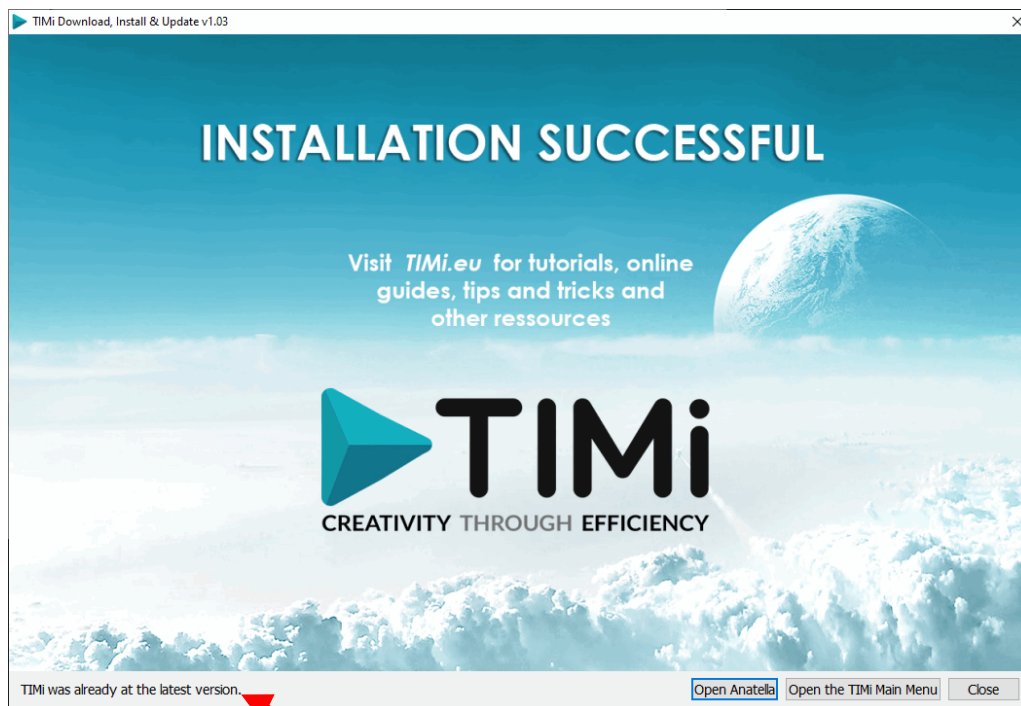 TIMi Download, Install & Update v1.03
INSTALLATION SUCCESSFUL
Visit TIMi.eu for tutorials, online
guides, tips and tricks and
other ressources
TIMi
CREATIVITY THROUGH EFFICIENCY
TIMi was already at the latest version.
Open Anatella
Open the TIMi Main Menu
Close